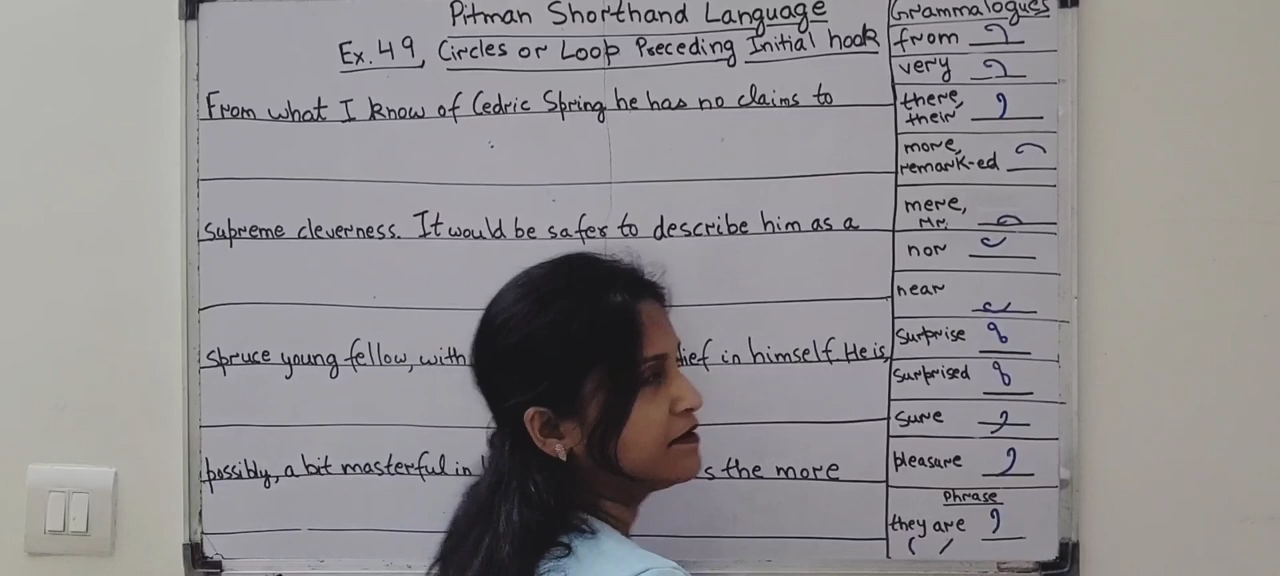 Pitman Shorthand Language
Ex. 49, Circles or Loop Preceding Initial hook
From what I know of Cedric Spring he has no claims to
supreme cleverness. It would be safer to describe him as a
spruce young fellow, with in himself. He is,
possibly, a bit masterful in the more
Grammalogues
from
very
there,
their
more,
remark-ed
mere,
Mr.
nor
near
surprise
surprised
sure
pleasure
Phrase
they are